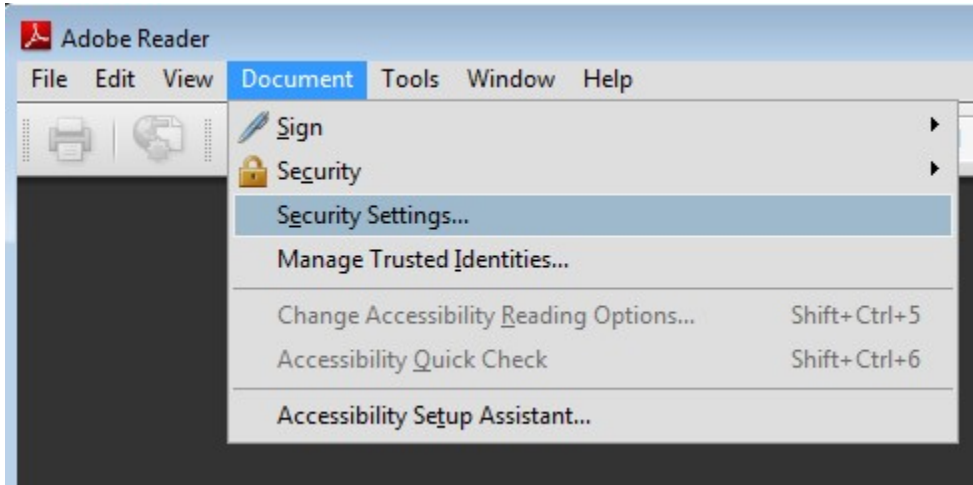 Adobe Reader
File Edit View Document Tools Window Help
Sign
Security
Security Settings...
Manage Trusted Identities...
Change Accessibility Reading Options... Shift+Ctrl+5
Accessibility Quick Check Shift+Ctrl+6
Accessibility Setup Assistant...